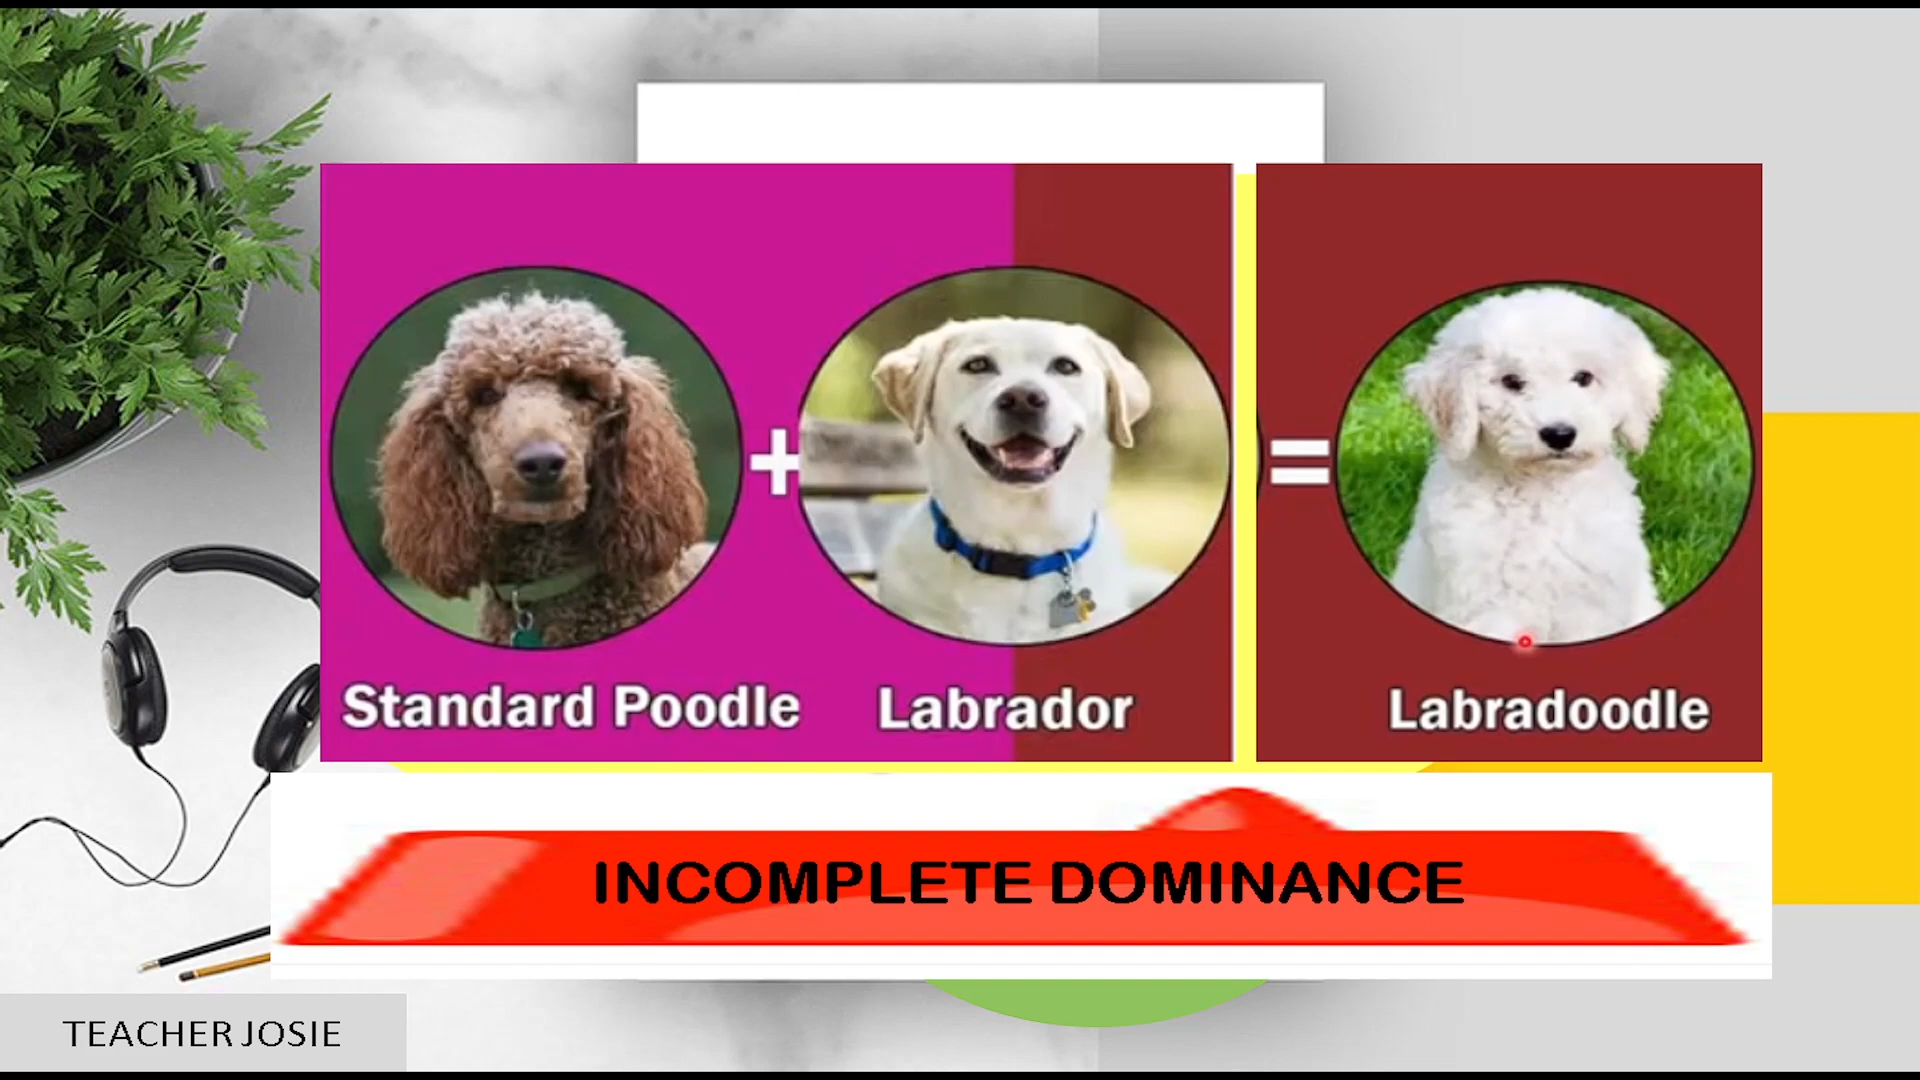 +
=
Standard Poodle
Labrador
Labradoodle
INCOMPLETE DOMINANCE
TEACHER JOSIE